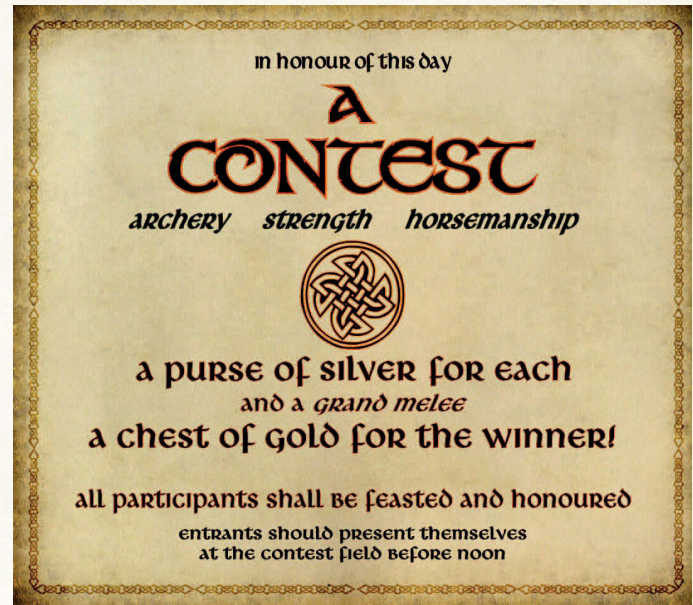 in honour of this day
A
CONTEST
archery strength horsemanship
a purse of silver for each
and a grand melee
a chest of gold for the winner!
all participants shall be feasted and honoured
entrants should present themselves
at the contest field before noon